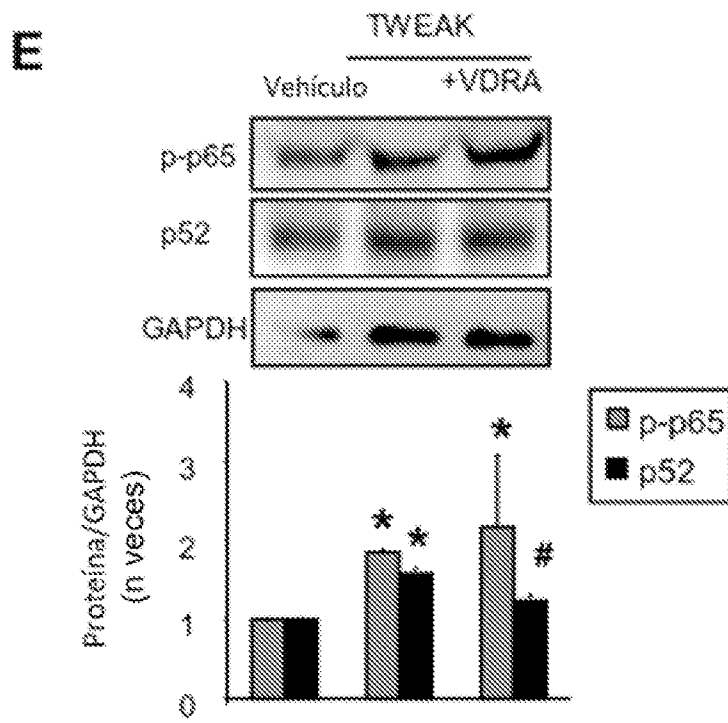 E
TWEAK
Vehículo +VDRA
p-p65
p52
GAPDH
4
3
2
1
0
Proteína/GAPDH
(n veces)
* * * #
p-p65
p52